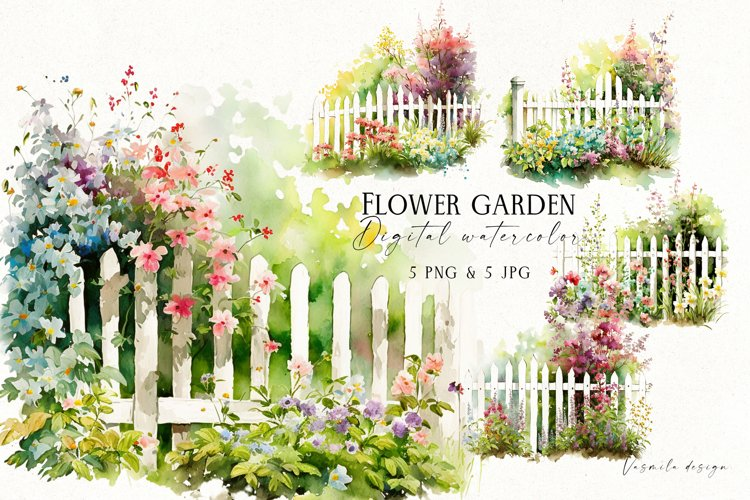 FLOWER GARDEN
Digital watercolor
5 PNG & 5 JPG
Vasmila design